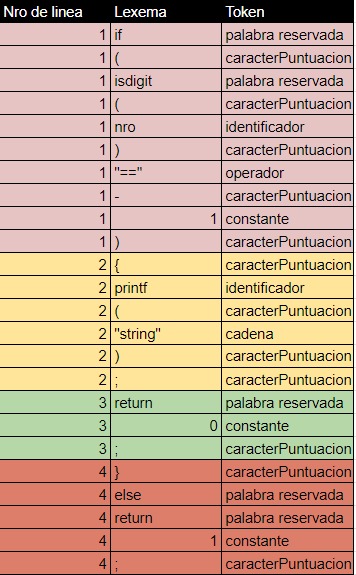 Nro de linea Lexema Token
1 if palabra reservada
1 ( caracterPuntuacion
1 isdigit palabra reservada
1 ( caracterPuntuacion
1 nro identificador
1 ) caracterPuntuacion
1 "==" operador
1 - caracterPuntuacion
1 1 constante
1 ) caracterPuntuacion
2 { caracterPuntuacion
2 printf identificador
2 ( caracterPuntuacion
2 "string" cadena
2 ) caracterPuntuacion
2 ; caracterPuntuacion
3 return palabra reservada
3 0 constante
3 ; caracterPuntuacion
4 } caracterPuntuacion
4 else palabra reservada
4 return palabra reservada
4 1 constante
4 ; caracterPuntuacion